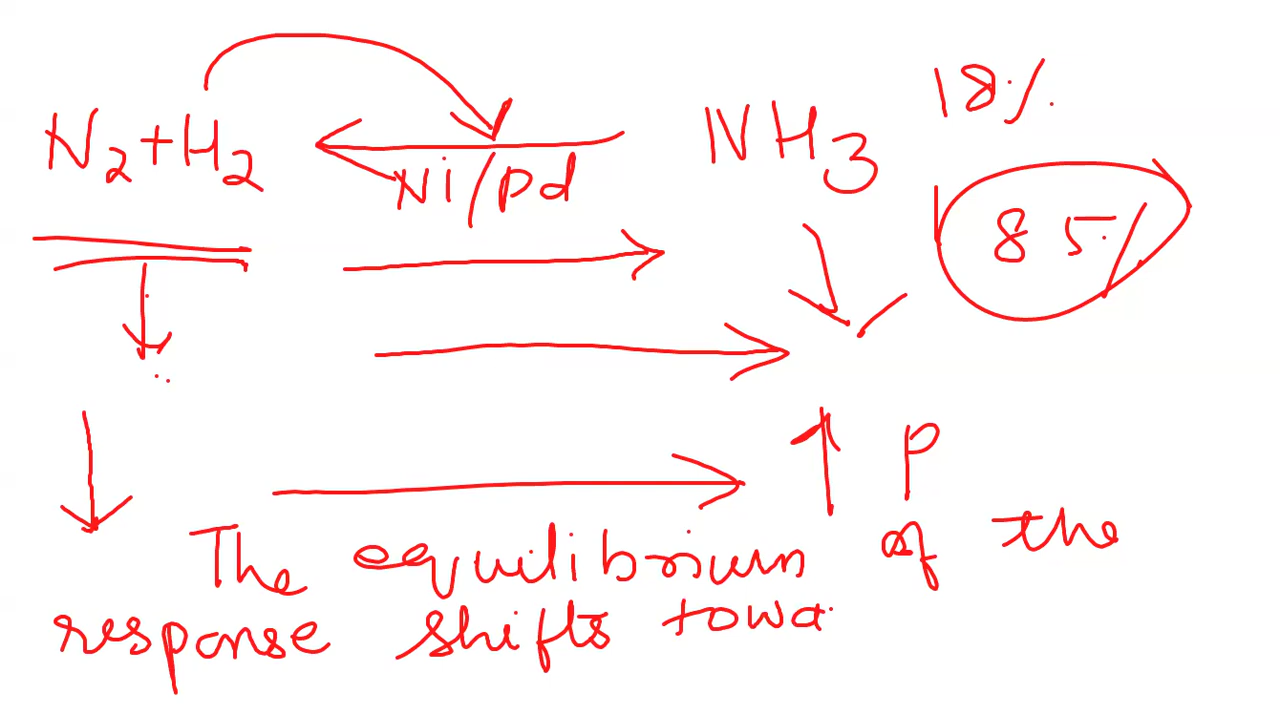 N2+H2 NH3 18%
Ni/Pd
85%
↑ P
The equilibrium of the
response shifts towa